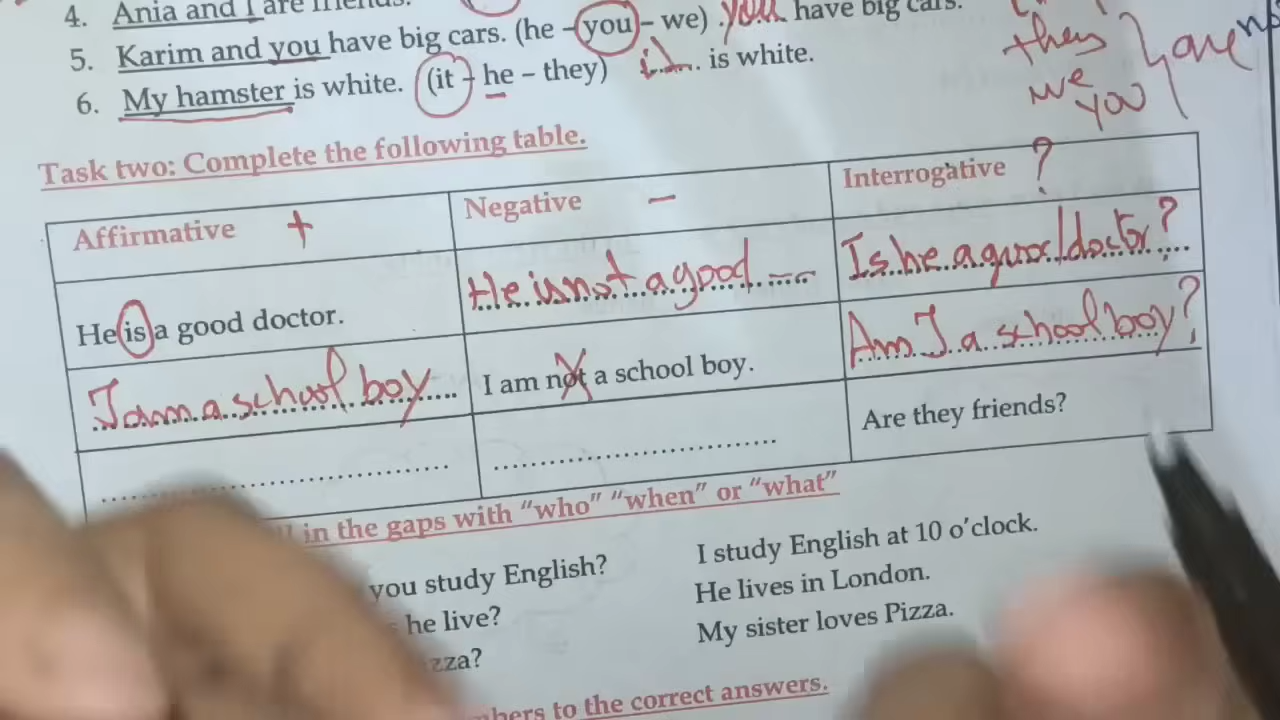 4. Ania and I are friends.
5. Karim and you have big cars. (he – you – we) .you have big cars.
6. My hamster is white. (it – he – they) it is white.
they
we
you
are
Task two: Complete the following table.
Affirmative + Negative – Interrogative ?
He is a good doctor. He is not a good ---- Is he a good doctor?
I am a school boy I am not a school boy. Am I a school boy?
Are they friends?
in the gaps with “who” “when” or “what”
you study English? I study English at 10 o’clock.
he live? He lives in London.
zza? My sister loves Pizza.
bers to the correct answers.